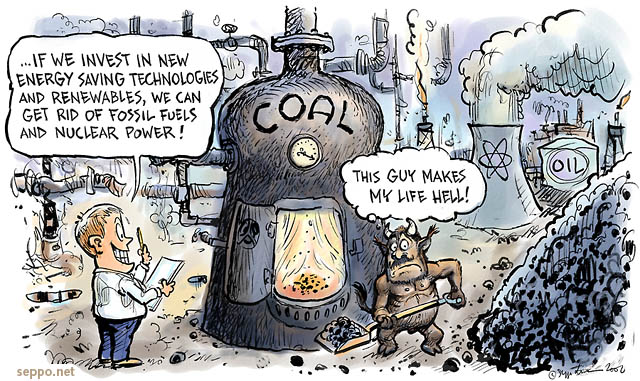 ...IF WE INVEST IN NEW
ENERGY SAVING TECHNOLOGIES
AND RENEWABLES, WE CAN
GET RID OF FOSSIL FUELS
AND NUCLEAR POWER!
COAL
THIS GUY MAKES
MY LIFE HELL!
OIL
seppo.net